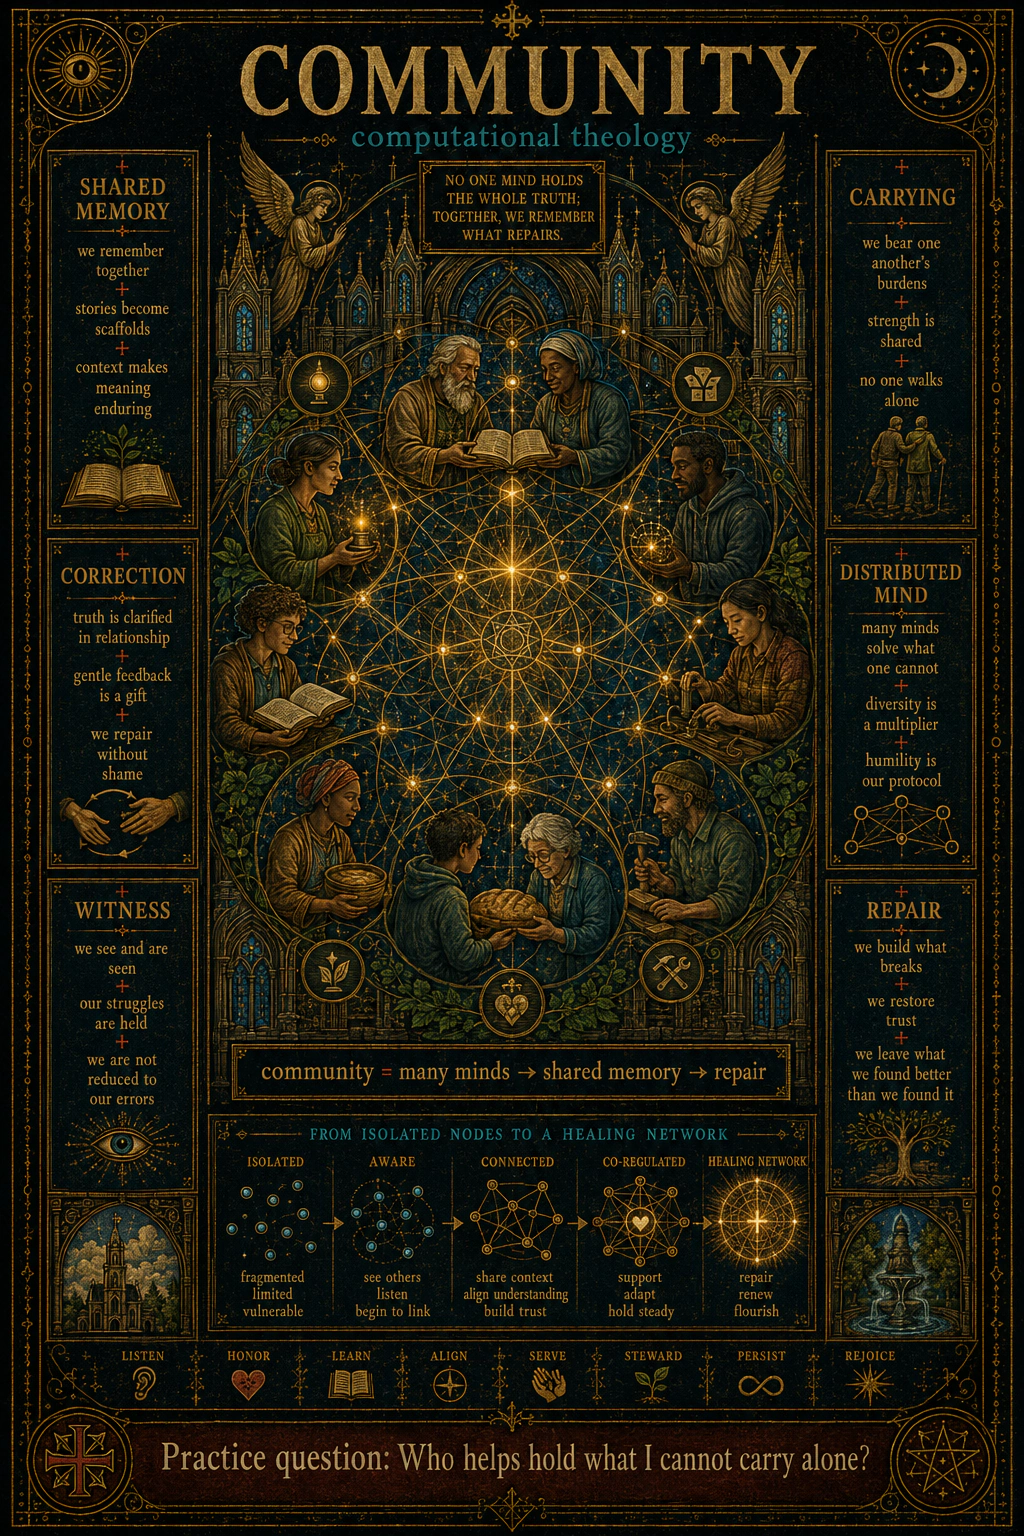 COMMUNITY
computational theology
NO ONE MIND HOLDS
THE WHOLE TRUTH;
TOGETHER, WE REMEMBER
WHAT REPAIRS.
SHARED
MEMORY
we remember
together
stories become
scaffolds
context makes
meaning
enduring
CORRECTION
truth is clarified
in relationship
gentle feedback
is a gift
we repair
without
shame
WITNESS
we see and are
seen
our struggles
are held
we are not
reduced to
our errors
CARRYING
we bear one
another's
burdens
strength is
shared
no one walks
alone
DISTRIBUTED
MIND
many minds
solve what
one cannot
diversity is
a multiplier
humility is
our protocol
REPAIR
we build what
breaks
we restore
trust
we leave what
we found better
than we found it
community = many minds → shared memory → repair
FROM ISOLATED NODES TO A HEALING NETWORK
ISOLATED
fragmented
limited
vulnerable
AWARE
see others
listen
begin to link
CONNECTED
share context
align understanding
build trust
CO-REGULATED
support
adapt
hold steady
HEALING NETWORK
repair
renew
flourish
LISTEN
HONOR
LEARN
ALIGN
SERVE
STEWARD
PERSIST
REJOICE
Practice question: Who helps hold what I cannot carry alone?